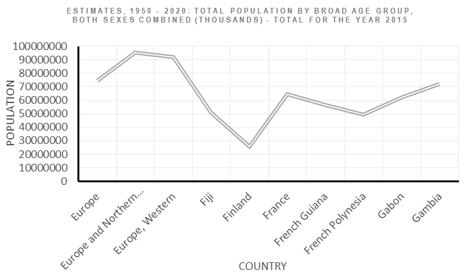 ESTIMATES, 1950 - 2020: TOTAL POPULATION BY BROAD AGE GROUP,
BOTH SEXES COMBINED (THOUSANDS) - TOTAL FOR THE YEAR 2015
100000000
90000000
80000000
70000000
60000000
50000000
40000000
30000000
20000000
10000000
0
POPULATION
Europe
Europe and Northern...
Europe, Western
Fiji
Finland
France
French Guiana
French Polynesia
Gabon
Gambia
COUNTRY